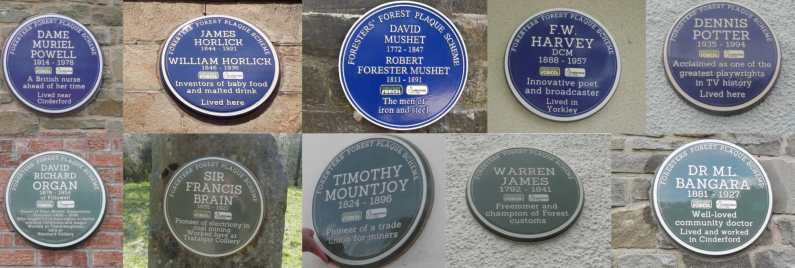 FORESTERS' FOREST PLAQUE SCHEME
DAME
MURIEL
POWELL
1914 - 1978
FORCE!
A British nurse
ahead of her time
Lived near
Cinderford
FORESTERS' FOREST PLAQUE SCHEME
JAMES
HORLICK
1844 - 1921
WILLIAM HORLICK
1846 - 1936
Inventors of baby food
and malted drink
Lived here
FORESTERS' FOREST PLAQUE SCHEME
DAVID
MUSHET
1772 - 1847
ROBERT
FORESTER MUSHET
1811 - 1891
The men of
iron and steel
FORESTERS' FOREST PLAQUE SCHEME
F.W.
HARVEY
DCM
1888 - 1957
Innovative poet
and broadcaster
Lived in
Yorkley
FORESTERS' FOREST PLAQUE SCHEME
DENNIS
POTTER
1935 - 1994
Acclaimed as one of the
greatest playwrights
in TV history
Lived here
FORESTERS' FOREST PLAQUE SCHEME
DAVID
RICHARD
ORGAN
of Pillowell
FORESTERS' FOREST PLAQUE SCHEME
SIR
FRANCIS
BRAIN
Pioneer of electricity in
coal mining
Worked here at
Trafalgar Colliery
FORESTERS' FOREST PLAQUE SCHEME
TIMOTHY
MOUNTJOY
1824 - 1896
Pioneer of a trade
union for miners
FORESTERS' FOREST PLAQUE SCHEME
WARREN
JAMES
1792 - 1841
Freeminer and
champion of Forest
customs
FORESTERS' FOREST PLAQUE SCHEME
DR M.L.
BANGARA
1881 - 1927
Well-loved
community doctor
Lived and worked
in Cinderford